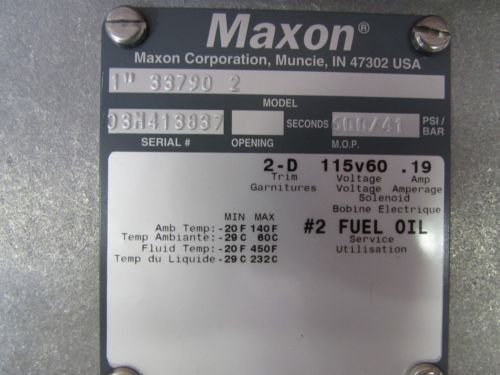 Maxon®
Maxon Corporation, Muncie, IN 47302 USA
1" 33790 2
MODEL
03M413837 SECONDS 600/41 PSI/ BAR
SERIAL # OPENING M.O.P.
2-D 115v60 .19
Trim Voltage Amp
Garnitures Voltage Amperage
Solenoid
Bobine Electrique
MIN MAX
Amb Temp:-20F 140F
Temp Ambiante:-29C 60C
Fluid Temp:-20F 450F
Temp du Liquide-29C 232C
#2 FUEL OIL
Service
Utilisation